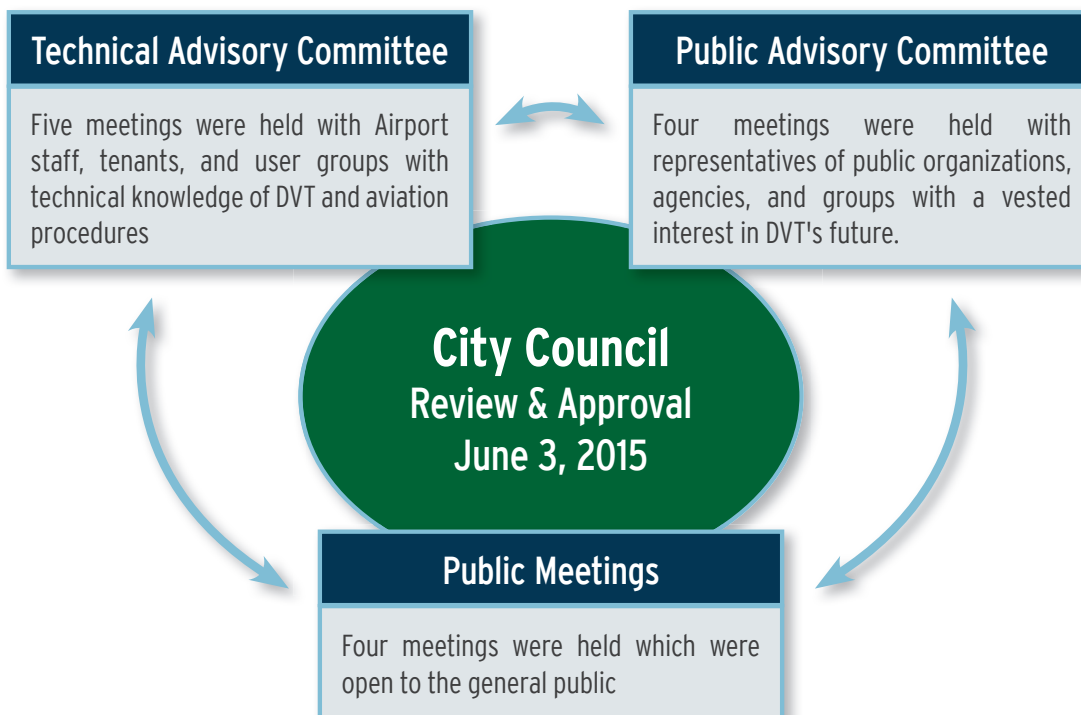 Technical Advisory Committee
Five meetings were held with Airport
staff, tenants, and user groups with
technical knowledge of DVT and aviation
procedures
Public Advisory Committee
Four meetings were held with
representatives of public organizations,
agencies, and groups with a vested
interest in DVT's future.
City Council
Review & Approval
June 3, 2015
Public Meetings
Four meetings were held which were
open to the general public